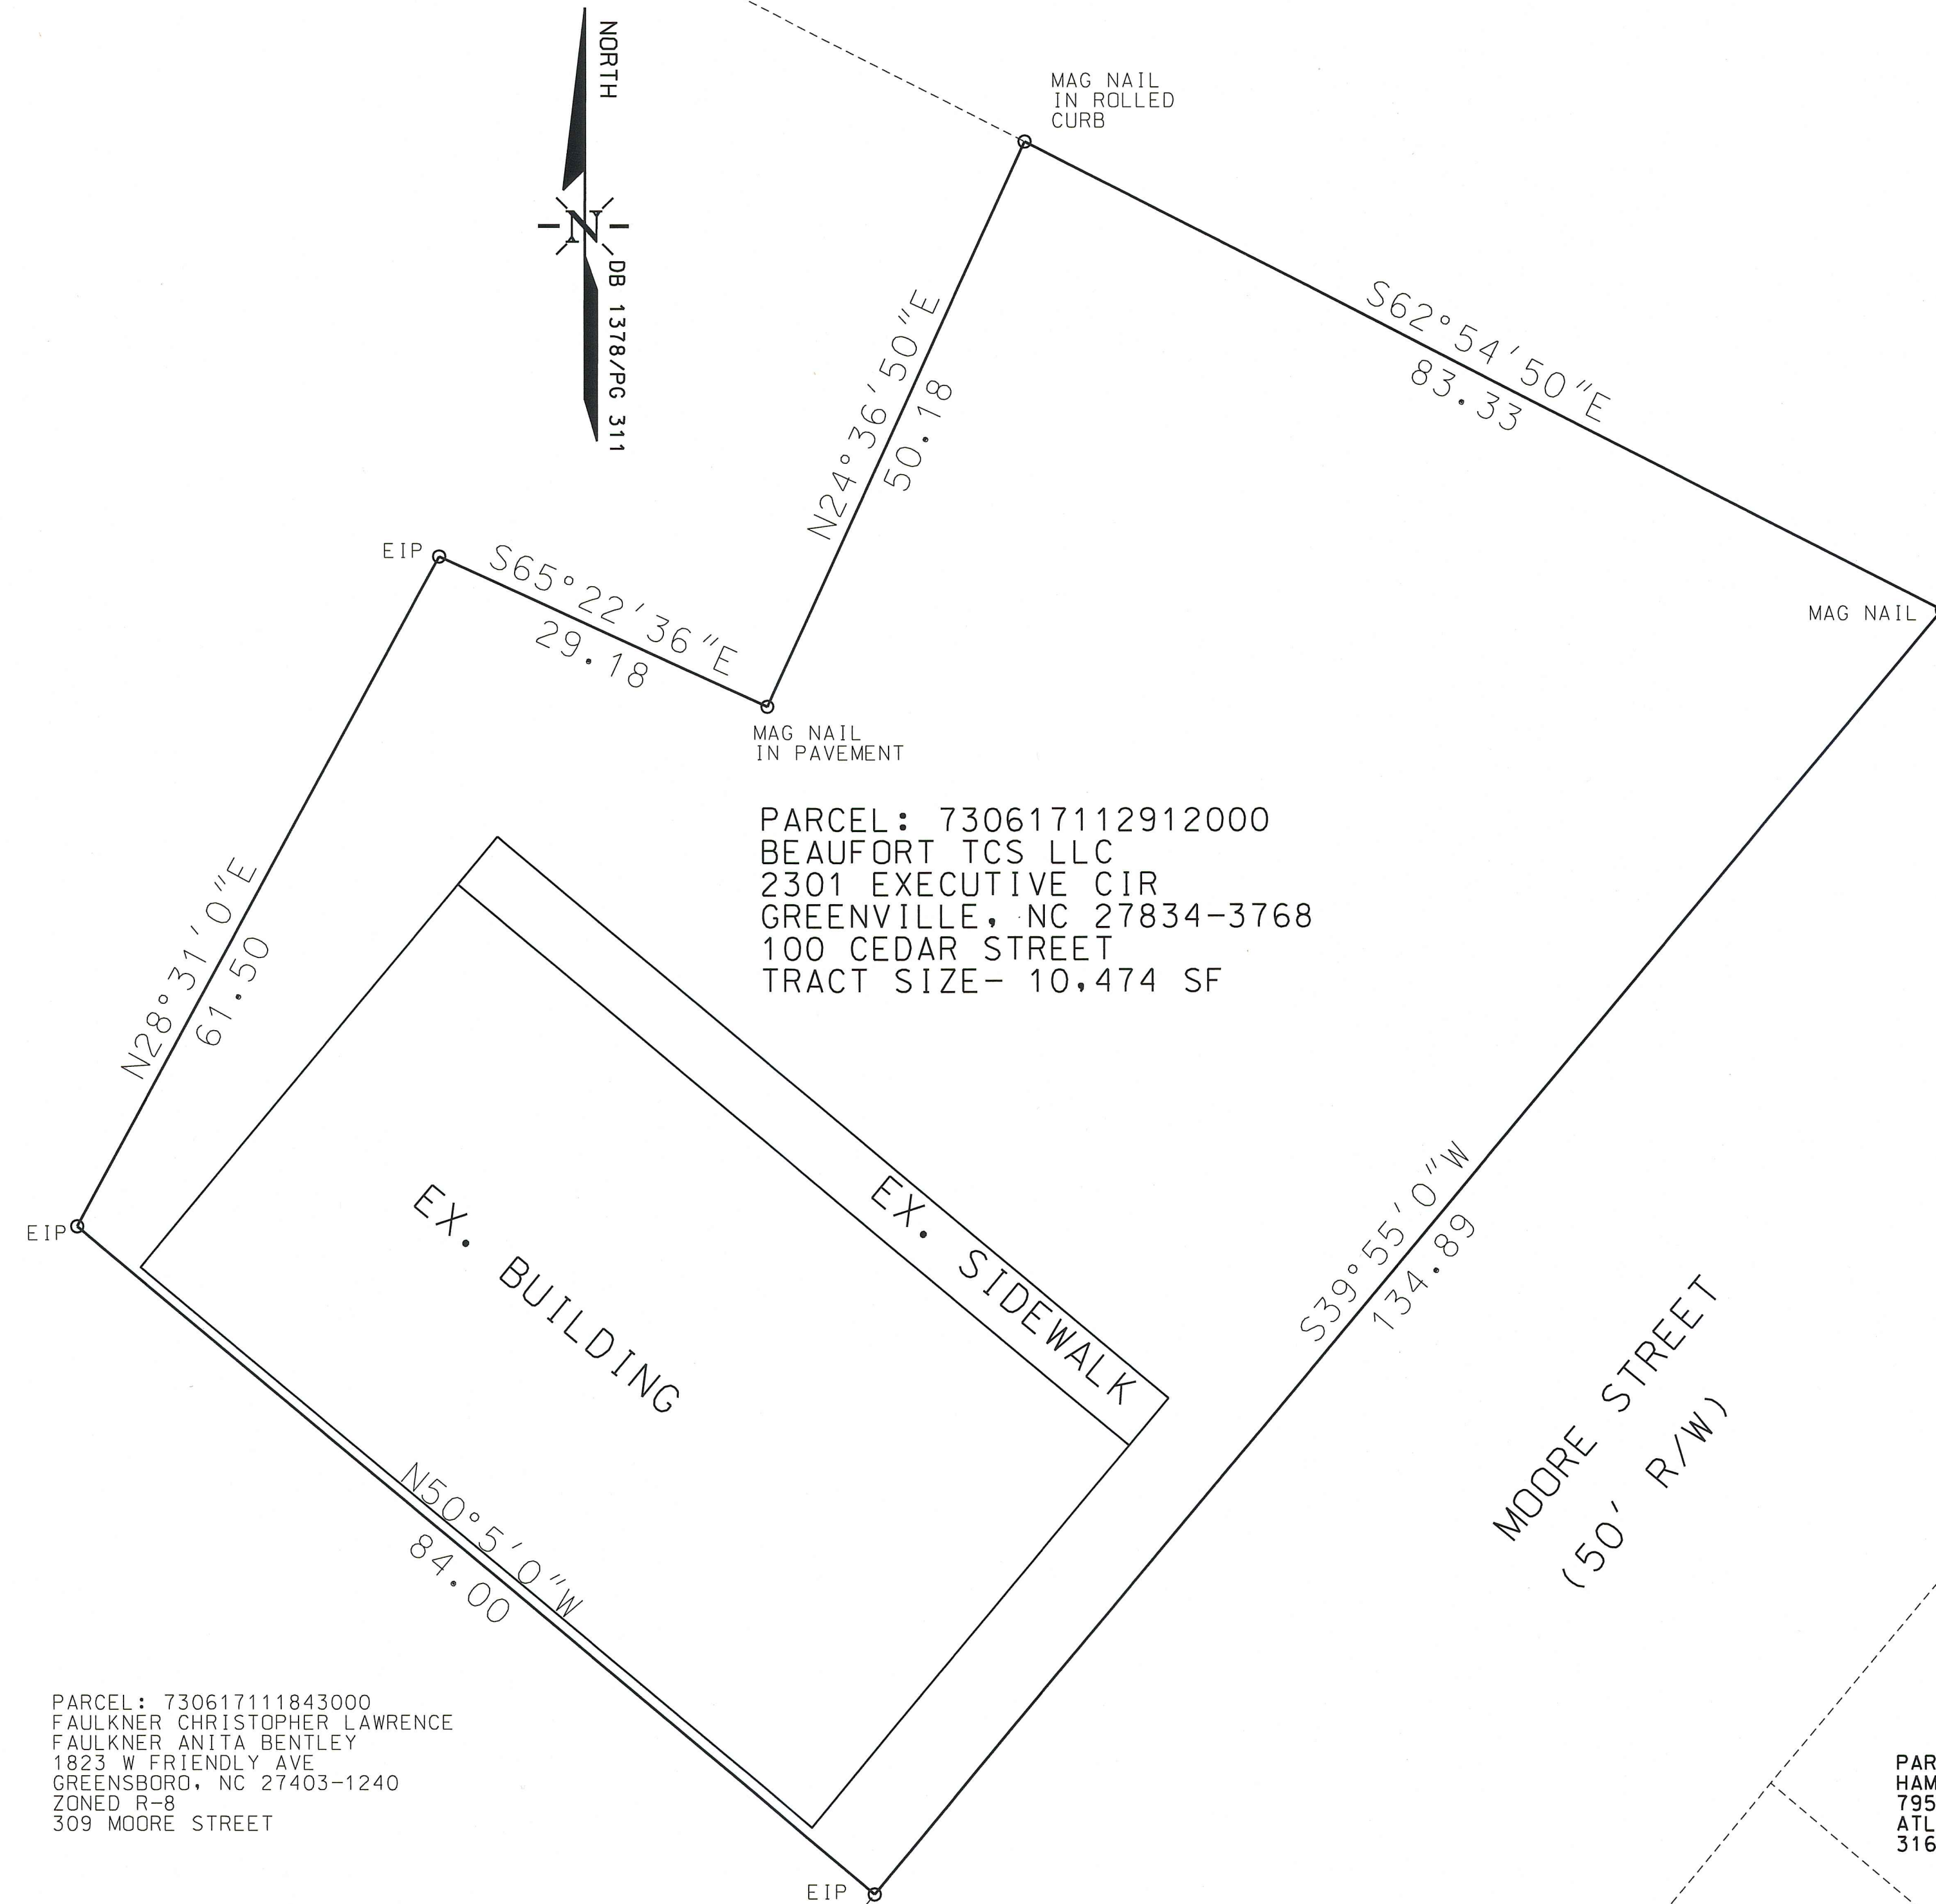 NORTH
N
DB 1378/PG 311
MAG NAIL
IN ROLLED
CURB
S62°54'50"E
83.33
N24°36'50"E
50.18
EIP
S65°22'36"E
29.18
MAG NAIL
MAG NAIL
IN PAVEMENT
PARCEL: 730617112912000
BEAUFORT TCS LLC
2301 EXECUTIVE CIR
GREENVILLE, NC 27834-3768
100 CEDAR STREET
TRACT SIZE- 10,474 SF
N28°31'0"E
61.50
EX. SIDEWALK
EX. BUILDING
S39°55'0"W
134.89
EIP
MOORE STREET
(50' R/W)
N50°5'0"W
84.00
PARCEL: 730617111843000
FAULKNER CHRISTOPHER LAWRENCE
FAULKNER ANITA BENTLEY
1823 W FRIENDLY AVE
GREENSBORO, NC 27403-1240
ZONED R-8
309 MOORE STREET
PAR
HAM
795
ATL
316
EIP